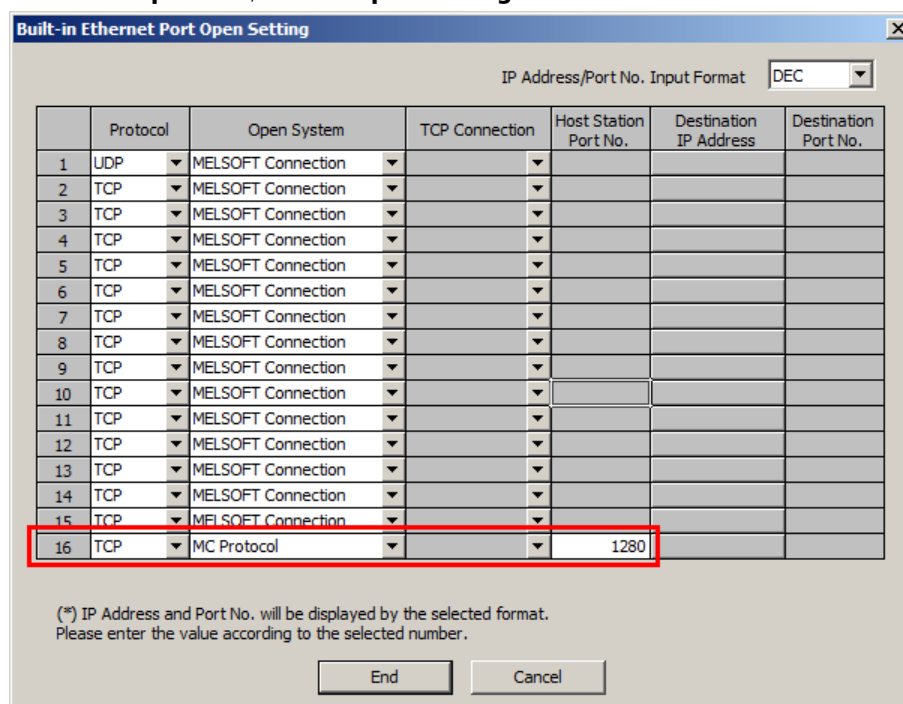 Built-in Ethernet Port Open Setting
IP Address/Port No. Input Format DEC
Protocol Open System TCP Connection Host Station Port No. Destination IP Address Destination Port No.
1 UDP MELSOFT Connection
2 TCP MELSOFT Connection
3 TCP MELSOFT Connection
4 TCP MELSOFT Connection
5 TCP MELSOFT Connection
6 TCP MELSOFT Connection
7 TCP MELSOFT Connection
8 TCP MELSOFT Connection
9 TCP MELSOFT Connection
10 TCP MELSOFT Connection
11 TCP MELSOFT Connection
12 TCP MELSOFT Connection
13 TCP MELSOFT Connection
14 TCP MELSOFT Connection
15 TCP MELSOFT Connection
16 TCP MC Protocol 1280
(*) IP Address and Port No. will be displayed by the selected format.
Please enter the value according to the selected number.
End Cancel